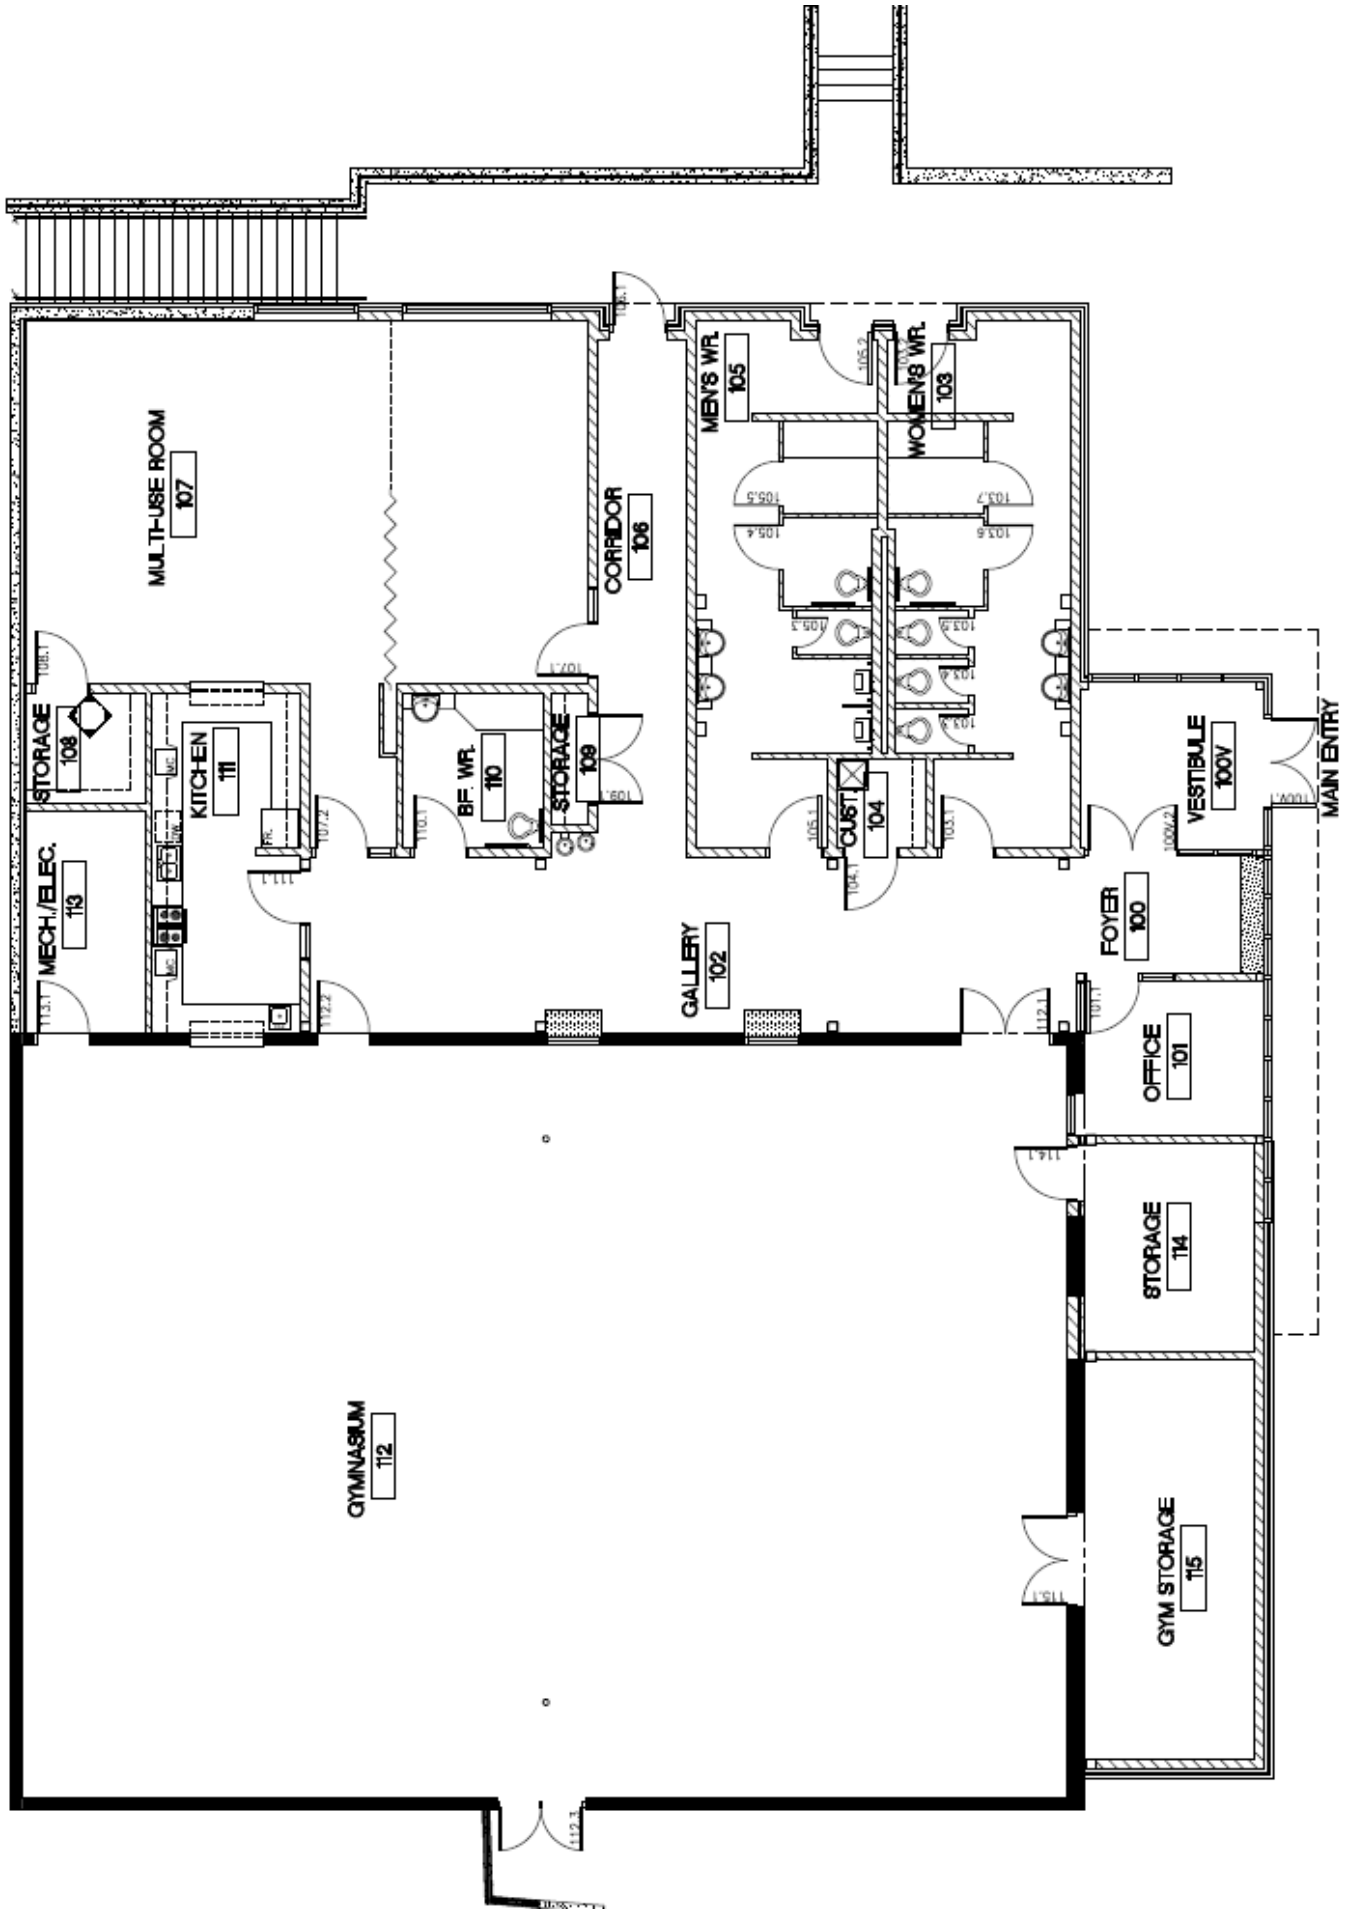 106.1
MEN'S WR.
105
105.2
103.2
WOMEN'S WR.
103
MULTI-USE ROOM
107
CORRIDOR
106
105.5
103.7
105.4
103.6
105.3
103.5
103.4
103.3
108.1
107.1
STORAGE
108
MC
KITCHEN
111
DW
FR.
BF. WR.
110
STORAGE
109
109.1
107.2
110.1
105.1
CUST
104
104.1
103.1
VESTIBULE
100V
100V.1
100V.2
MAIN ENTRY
MECH./ELEC.
113
113.1
111.1
MC
112.2
GALLERY
102
112.1
FOYER
100
101.1
OFFICE
101
114.1
STORAGE
114
GYMNASIUM
112
GYM STORAGE
115
115.1
112.3